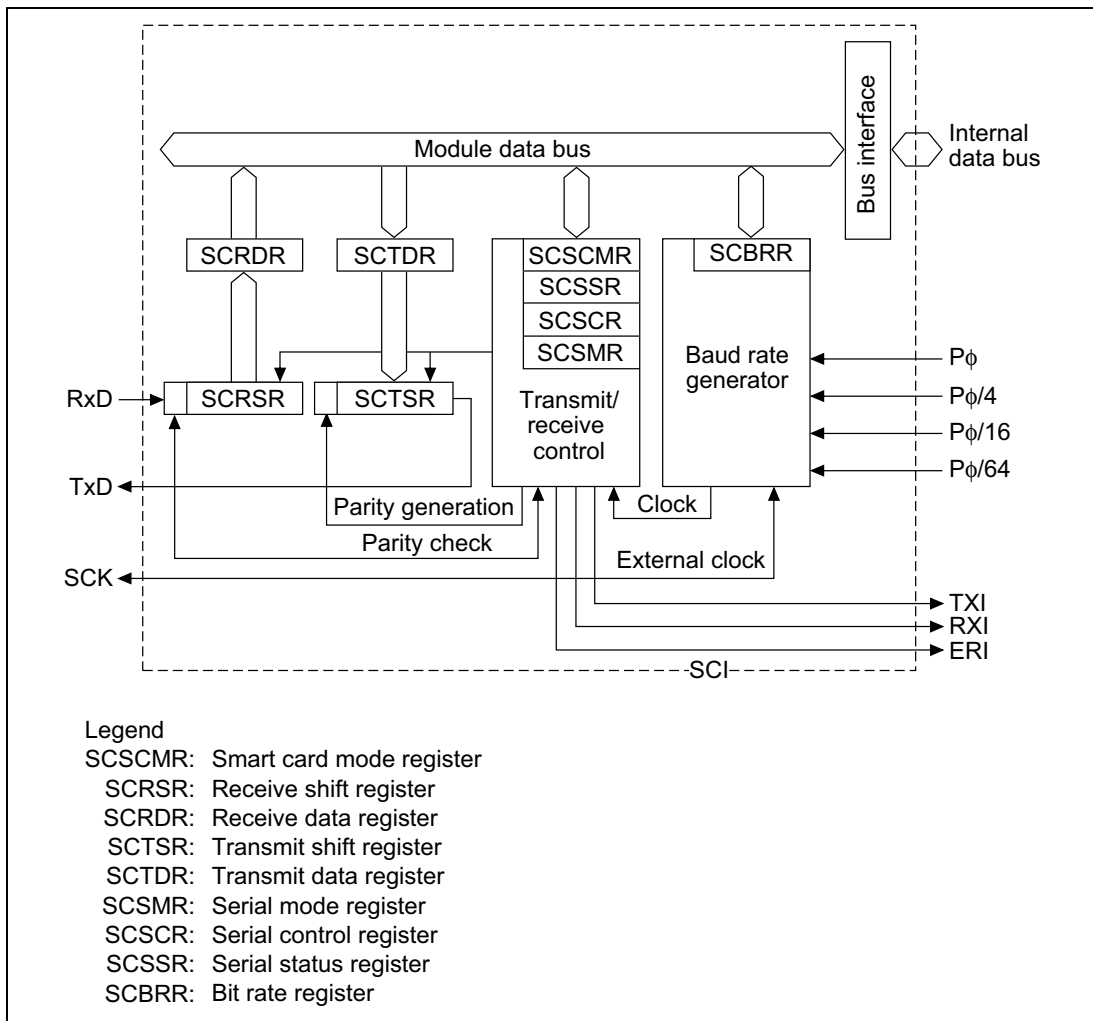 Bus interface
Internal
data bus
Module data bus
SCRDR
SCTDR
SCSCMR
SCSSR
SCSCR
SCSMR
Transmit/
receive
control
SCBRR
Baud rate
generator
Pϕ
Pϕ/4
Pϕ/16
Pϕ/64
RxD
SCRSR
SCTSR
TxD
Parity generation
Clock
Parity check
External clock
SCK
TXI
RXI
ERI
SCI
Legend
SCSCMR: Smart card mode register
SCRSR: Receive shift register
SCRDR: Receive data register
SCTSR: Transmit shift register
SCTDR: Transmit data register
SCSMR: Serial mode register
SCSCR: Serial control register
SCSSR: Serial status register
SCBRR: Bit rate register